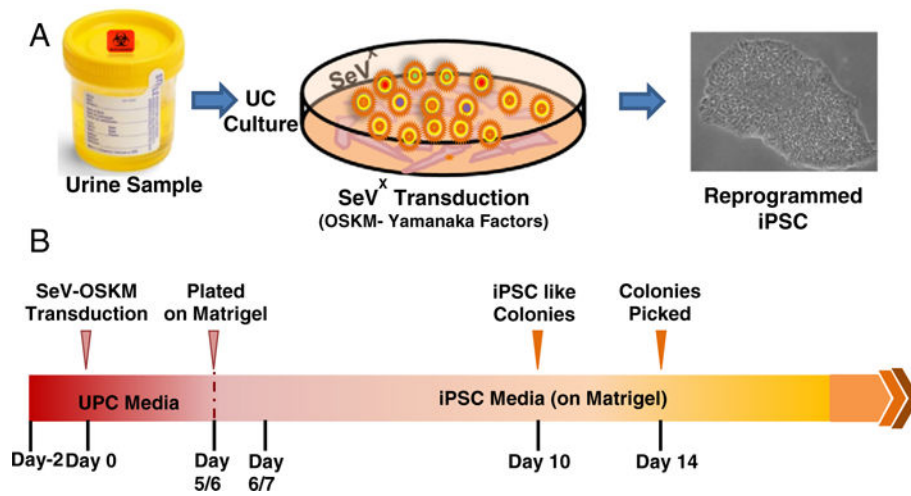 A
SeV X
UC
Culture
Urine Sample
SeV X Transduction
(OSKM- Yamanaka Factors)
Reprogrammed
iPSC
B
SeV-OSKM
Transduction
Plated
on Matrigel
iPSC like
Colonies
Colonies
Picked
UPC Media
iPSC Media (on Matrigel)
Day-2
Day 0
Day
5/6
Day
6/7
Day 10
Day 14